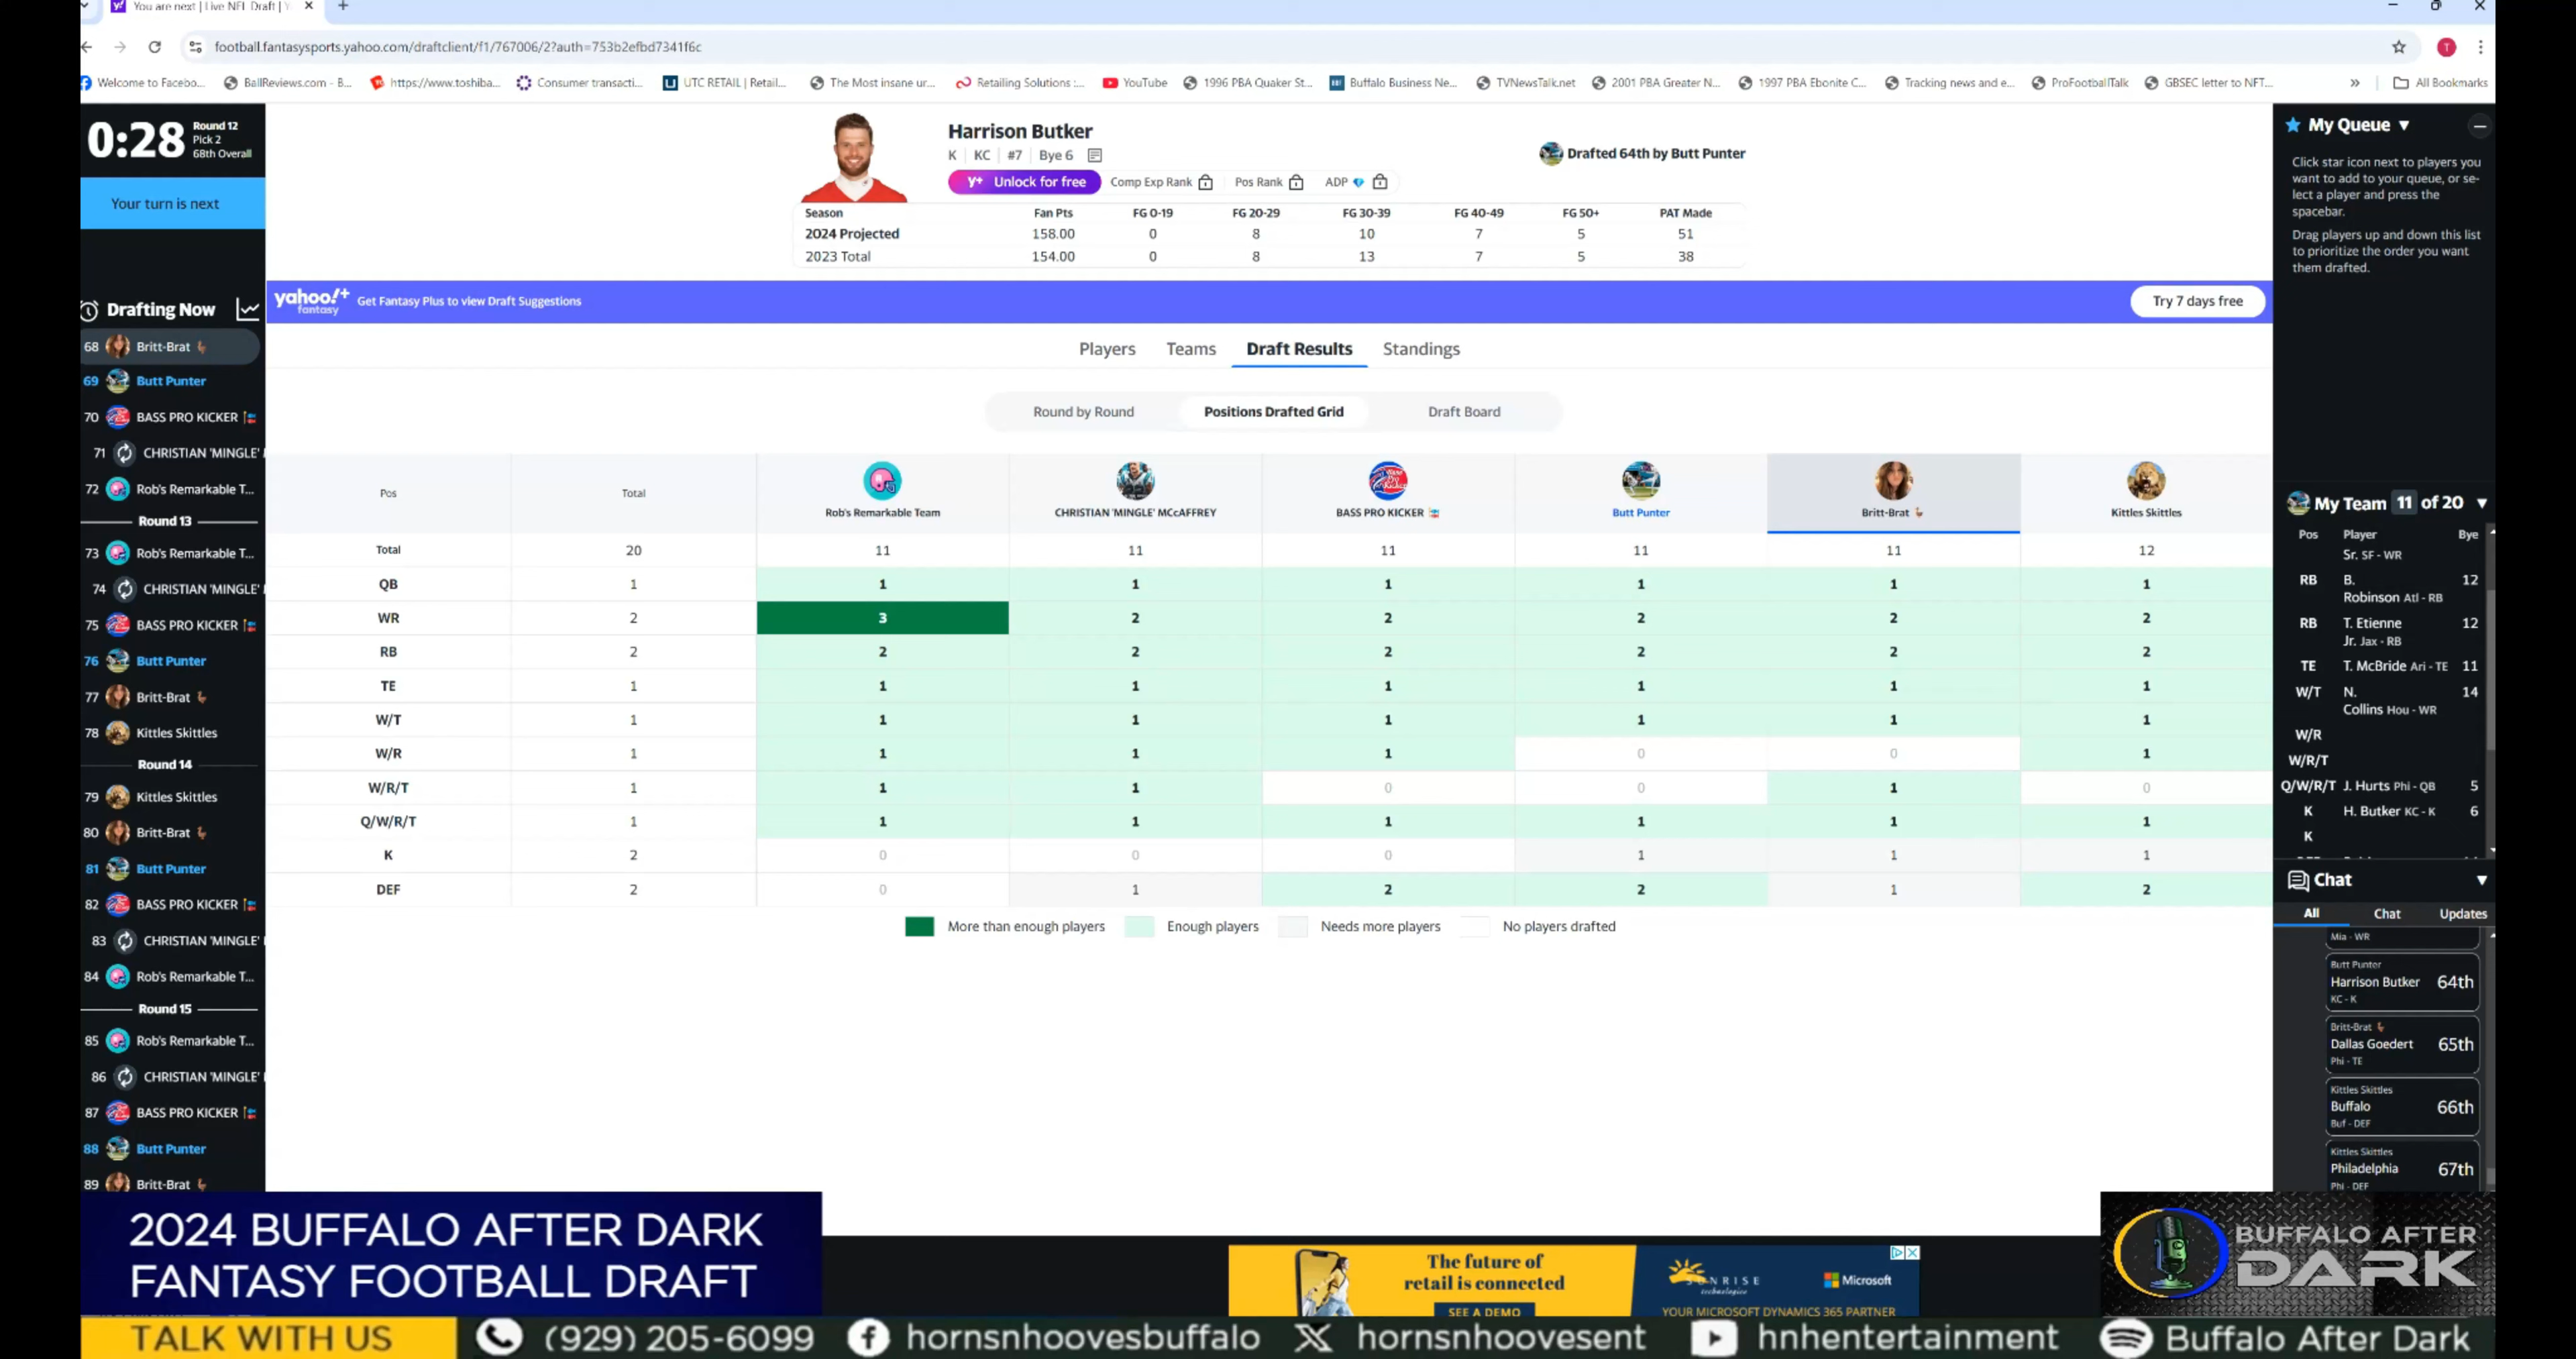 You are next | Live NFL Draft | Y
football.fantasysports.yahoo.com/draftclient/f1/767006/2?auth=753b2efbd7341f6c
T
Welcome to Facebo... BallReviews.com - B... https://www.toshiba... Consumer transacti... UTC RETAIL | Retail... The Most insane ur... Retailing Solutions :... YouTube 1996 PBA Quaker St... Buffalo Business Ne... TVNewsTalk.net 2001 PBA Greater N... 1997 PBA Ebonite C... Tracking news and e... ProFootballTalk GBSEC letter to NFT... » All Bookmarks
0:28
Round 12
Pick 2
68th Overall
Your turn is next
Drafting Now
68 Britt-Brat
69 Butt Punter
70 BASS PRO KICKER
71 CHRISTIAN 'MINGLE'
72 Rob's Remarkable T...
Round 13
73 Rob's Remarkable T...
74 CHRISTIAN 'MINGLE'
75 BASS PRO KICKER
76 Butt Punter
77 Britt-Brat
78 Kittles Skittles
Round 14
79 Kittles Skittles
80 Britt-Brat
81 Butt Punter
82 BASS PRO KICKER
83 CHRISTIAN 'MINGLE'
84 Rob's Remarkable T...
Round 15
85 Rob's Remarkable T...
86 CHRISTIAN 'MINGLE'
87 BASS PRO KICKER
88 Butt Punter
89 Britt-Brat
Harrison Butker
K | KC | #7 | Bye 6
y+ Unlock for free Comp Exp Rank Pos Rank ADP
Drafted 64th by Butt Punter
Season Fan Pts FG 0-19 FG 20-29 FG 30-39 FG 40-49 FG 50+ PAT Made
2024 Projected 158.00 0 8 10 7 5 51
2023 Total 154.00 0 8 13 7 5 38
yahoo!+ fantasy Get Fantasy Plus to view Draft Suggestions Try 7 days free
Players Teams Draft Results Standings
Round by Round Positions Drafted Grid Draft Board
Pos Total Rob's Remarkable Team CHRISTIAN 'MINGLE' MCcAFFREY BASS PRO KICKER Butt Punter Britt-Brat Kittles Skittles
Total 20 11 11 11 11 11 12
QB 1 1 1 1 1 1 1
WR 2 3 2 2 2 2 2
RB 2 2 2 2 2 2 2
TE 1 1 1 1 1 1 1
W/T 1 1 1 1 1 1 1
W/R 1 1 1 1 0 0 1
W/R/T 1 1 1 0 0 1 0
Q/W/R/T 1 1 1 1 1 1 1
K 2 0 0 0 1 1 1
DEF 2 0 1 2 2 1 2
More than enough players Enough players Needs more players No players drafted
My Queue ▼
Click star icon next to players you
want to add to your queue, or se-
lect a player and press the
spacebar.
Drag players up and down this list
to prioritize the order you want
them drafted.
My Team 11 of 20 ▼
Pos Player Bye
Sr. SF - WR
RB B. 12
Robinson Atl - RB
RB T. Etienne 12
Jr. Jax - RB
TE T. McBride Ari - TE 11
W/T N. 14
Collins Hou - WR
W/R
W/R/T
Q/W/R/T J. Hurts Phi - QB 5
K H. Butker KC - K 6
K
Chat ▼
All Chat Updates
Mia - WR
Butt Punter
Harrison Butker 64th
KC - K
Britt-Brat
Dallas Goedert 65th
Phi - TE
Kittles Skittles
Buffalo 66th
Buf - DEF
Kittles Skittles
Philadelphia 67th
Phi - DEF
2024 BUFFALO AFTER DARK
FANTASY FOOTBALL DRAFT
The future of
retail is connected
SEE A DEMO
SUNRISE
technologies
Microsoft
YOUR MICROSOFT DYNAMICS 365 PARTNER
BUFFALO AFTER
DARK
TALK WITH US (929) 205-6099 hornsnhoovesbuffalo hornsnhoovesent hnhentertainment Buffalo After Dark